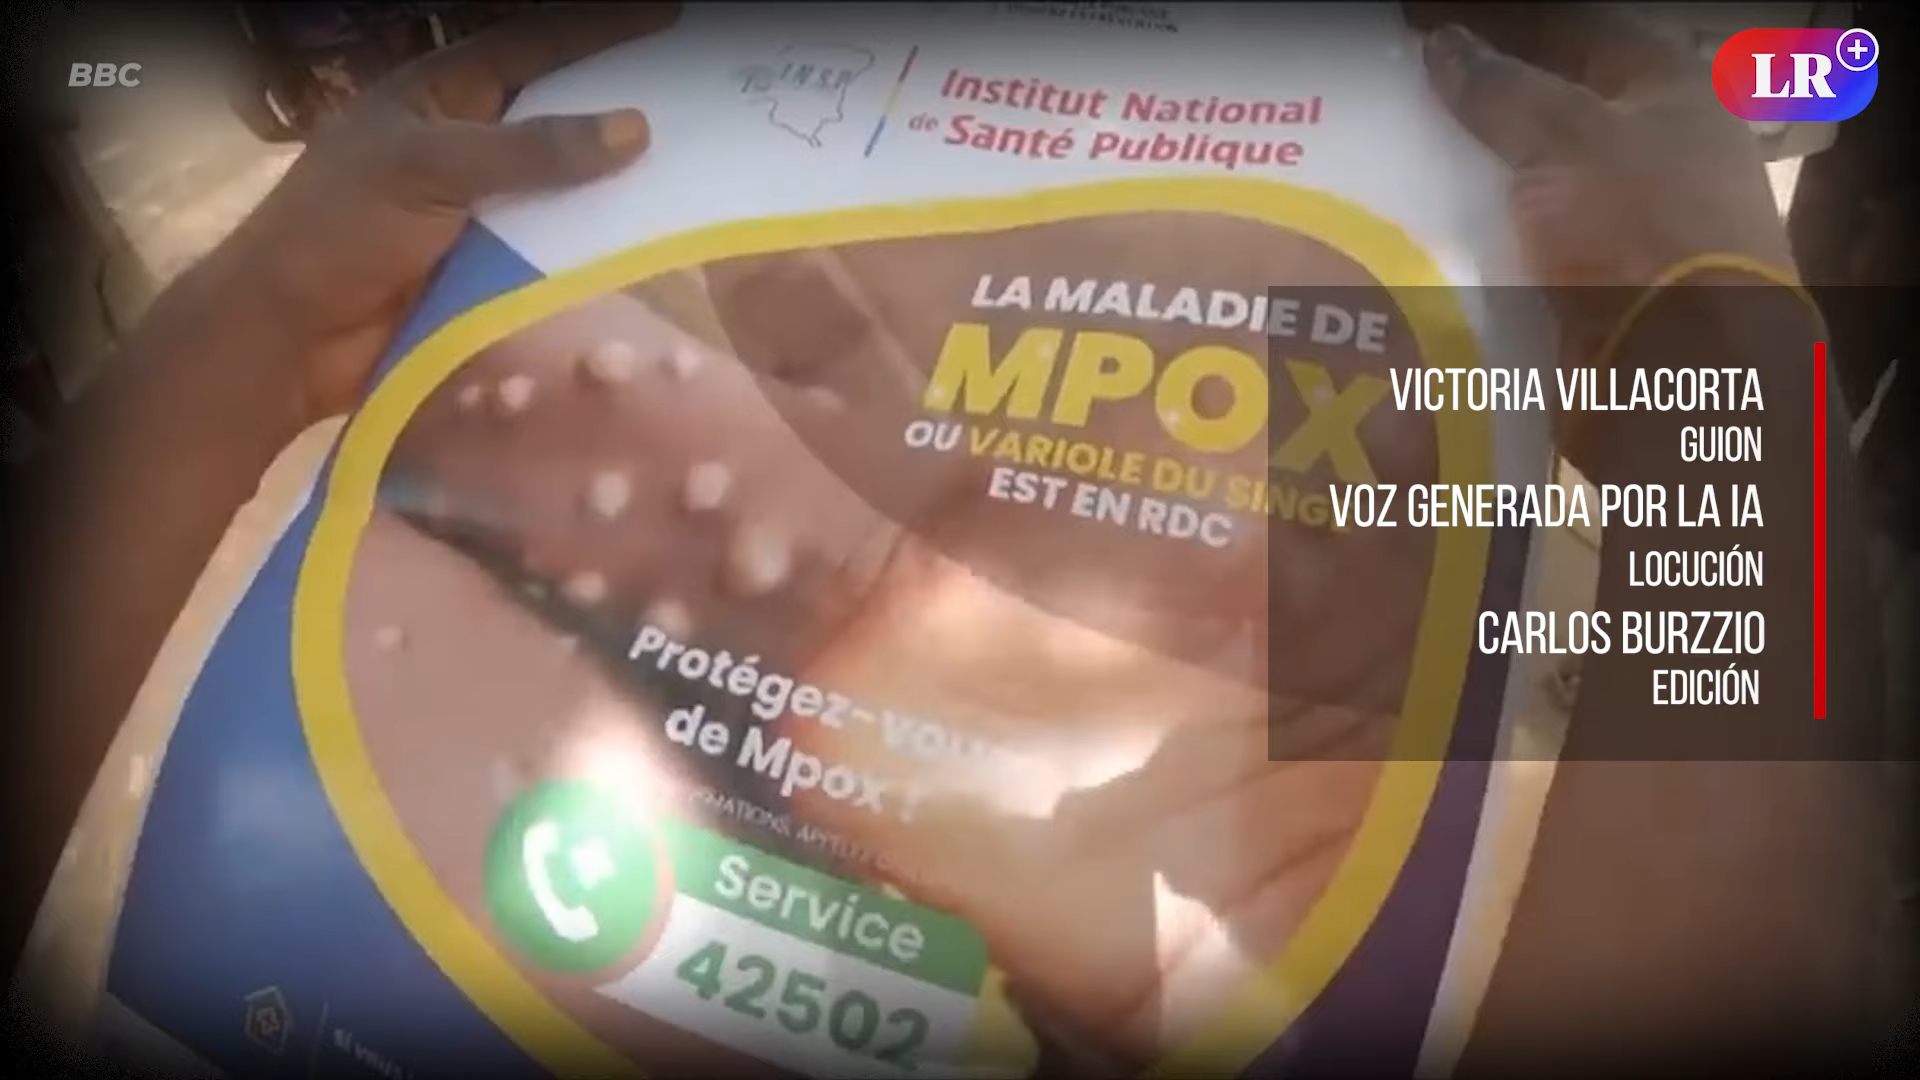 BBC
LR+
INSP
Institut National
de Santé Publique
LA MALADIE DE
MPOX
OU VARIOLE DU SINGE
EST EN RDC
Protégez-vous
de Mpox !
Service
42502
VICTORIA VILLACORTA
GUION
VOZ GENERADA POR LA IA
LOCUCIÓN
CARLOS BURZZIO
EDICIÓN